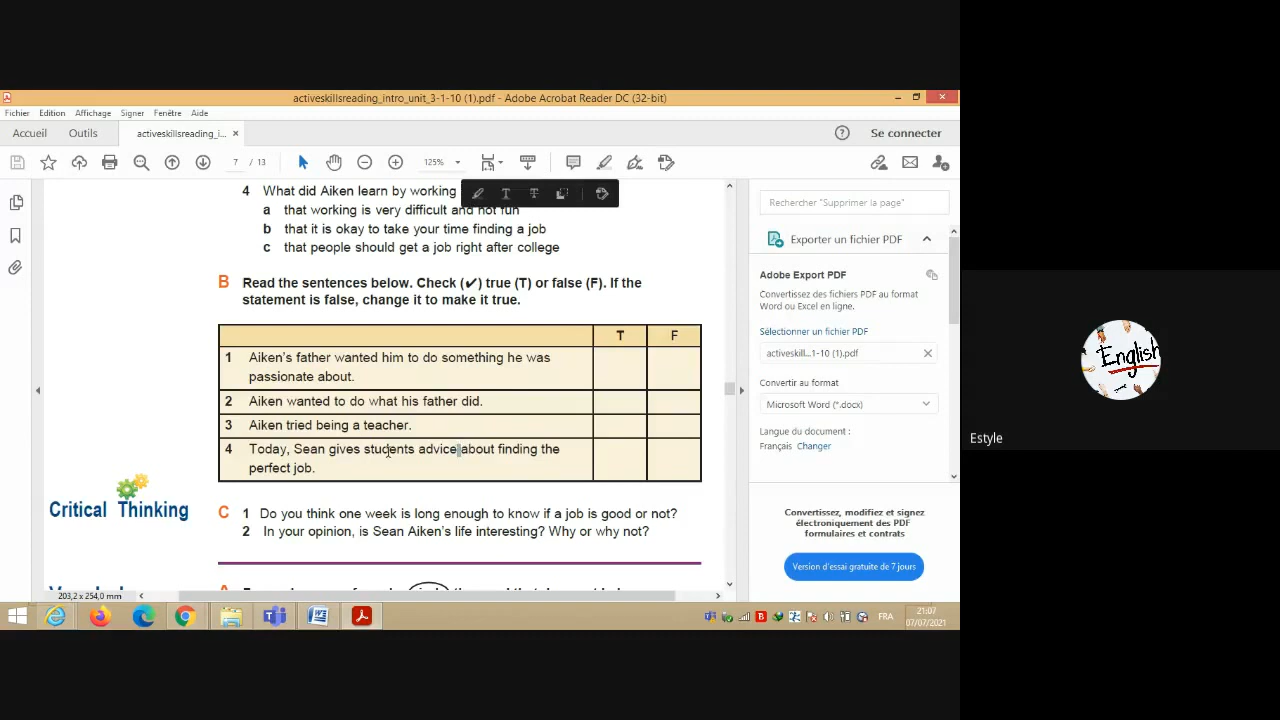 activeskillsreading_intro_unit_3-1-10 (1).pdf - Adobe Acrobat Reader DC (32-bit)
Fichier Edition Affichage Signer Fenêtre Aide
Accueil Outils activeskillsreading_i... × Se connecter
7 / 13 125%
4 What did Aiken learn by working
a that working is very difficult and not fun
b that it is okay to take your time finding a job
c that people should get a job right after college
B Read the sentences below. Check (✔) true (T) or false (F). If the
statement is false, change it to make it true.
T F
1 Aiken's father wanted him to do something he was
passionate about.
2 Aiken wanted to do what his father did.
3 Aiken tried being a teacher.
4 Today, Sean gives students advice about finding the
perfect job.
Critical Thinking
C 1 Do you think one week is long enough to know if a job is good or not?
2 In your opinion, is Sean Aiken's life interesting? Why or why not?
203,2 x 254,0 mm
Rechercher "Supprimer la page"
Exporter un fichier PDF
Adobe Export PDF
Convertissez des fichiers PDF au format
Word ou Excel en ligne.
Sélectionner un fichier PDF
activeskill...1-10 (1).pdf
Convertir au format
Microsoft Word (*.docx)
Langue du document :
Français Changer
Convertissez, modifiez et signez
électroniquement des PDF
formulaires et contrats
Version d'essai gratuite de 7 jours
FRA
21:07
07/07/2021
English
Estyle